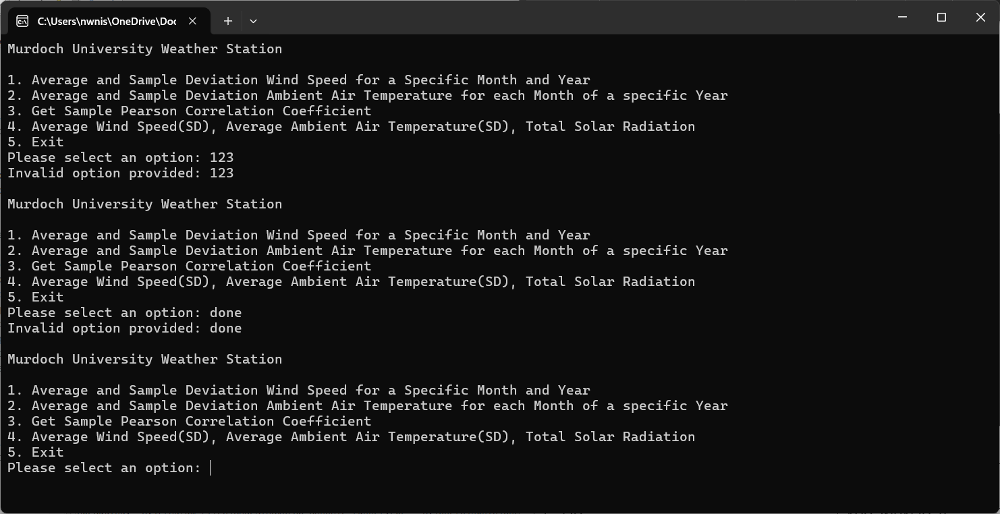 C:\Users\nwnis\OneDrive\Doc
Murdoch University Weather Station
1. Average and Sample Deviation Wind Speed for a Specific Month and Year
2. Average and Sample Deviation Ambient Air Temperature for each Month of a specific Year
3. Get Sample Pearson Correlation Coefficient
4. Average Wind Speed(SD), Average Ambient Air Temperature(SD), Total Solar Radiation
5. Exit
Please select an option: 123
Invalid option provided: 123
Murdoch University Weather Station
1. Average and Sample Deviation Wind Speed for a Specific Month and Year
2. Average and Sample Deviation Ambient Air Temperature for each Month of a specific Year
3. Get Sample Pearson Correlation Coefficient
4. Average Wind Speed(SD), Average Ambient Air Temperature(SD), Total Solar Radiation
5. Exit
Please select an option: done
Invalid option provided: done
Murdoch University Weather Station
1. Average and Sample Deviation Wind Speed for a Specific Month and Year
2. Average and Sample Deviation Ambient Air Temperature for each Month of a specific Year
3. Get Sample Pearson Correlation Coefficient
4. Average Wind Speed(SD), Average Ambient Air Temperature(SD), Total Solar Radiation
5. Exit
Please select an option: